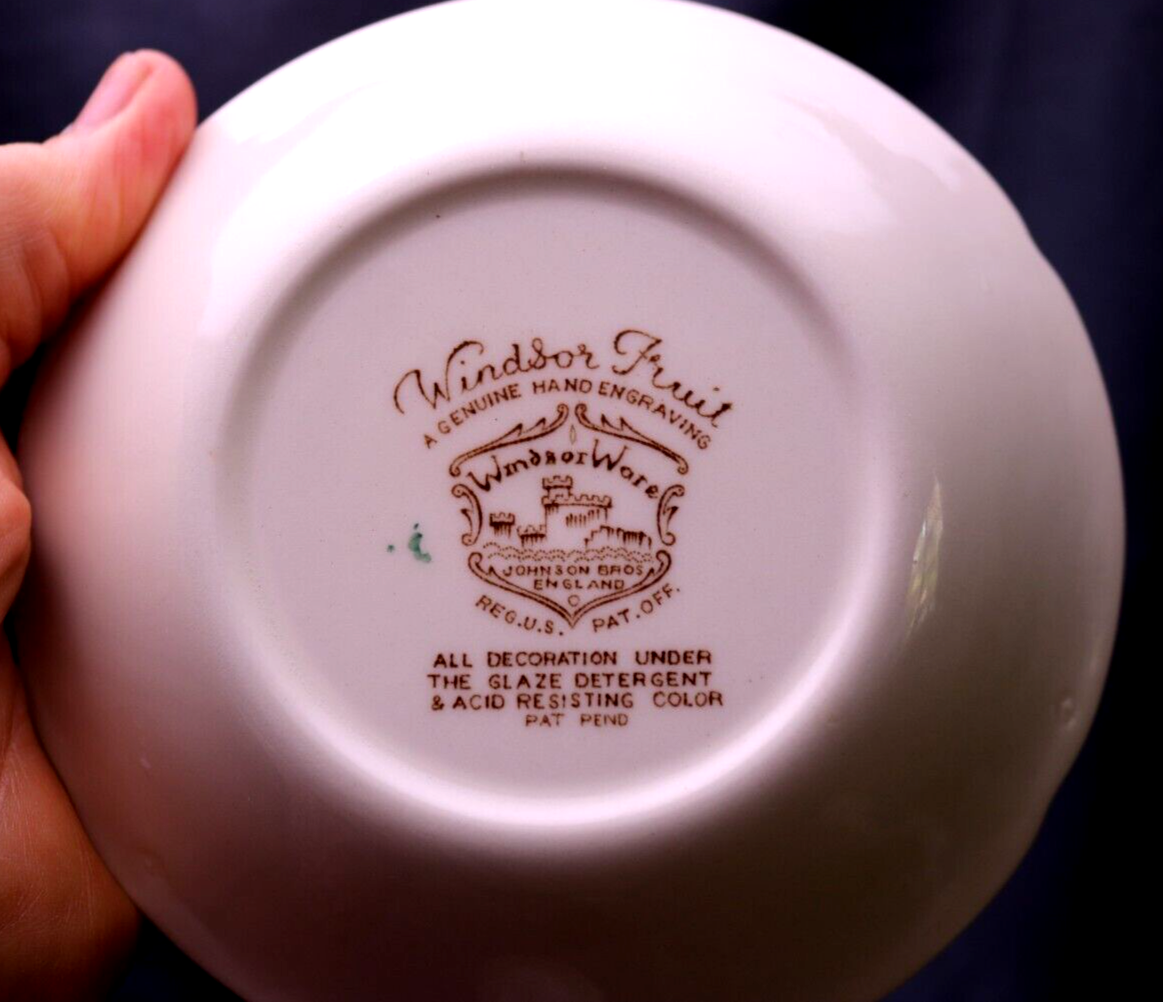 Windsor Fruit
A GENUINE HAND ENGRAVING
Windsor Ware
JOHNSON BROS
ENGLAND
REG. U.S. PAT. OFF.
ALL DECORATION UNDER
THE GLAZE DETERGENT
& ACID RESISTING COLOR
PAT PEND